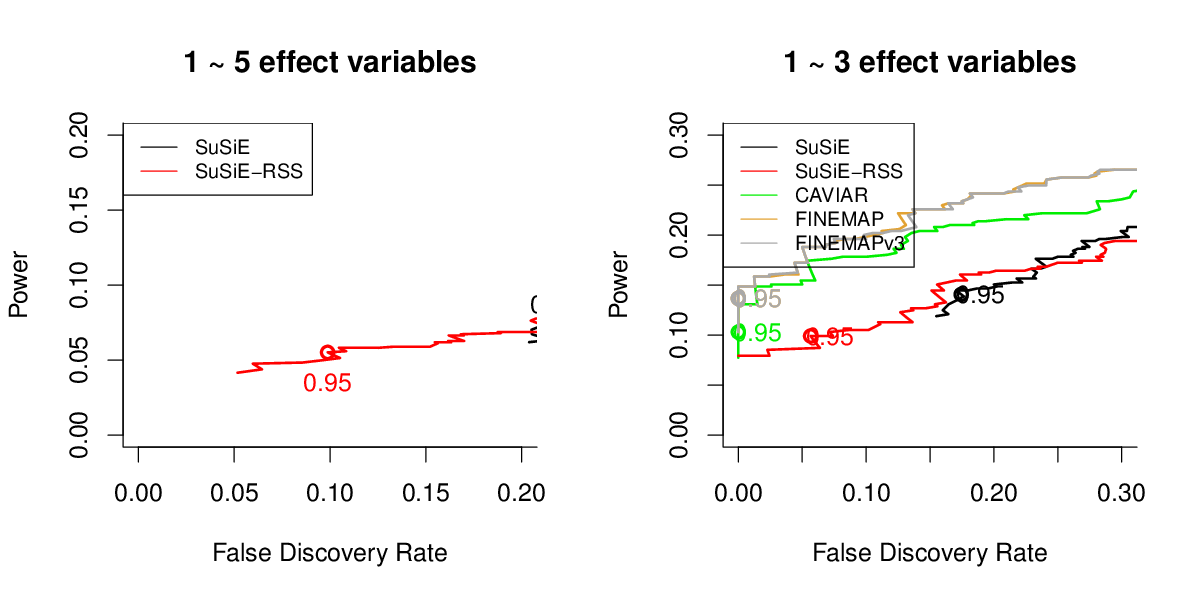 1 ~ 5 effect variables
SuSiE
SuSiE−RSS
0.95
0.00
0.05
0.10
0.15
0.20
Power
0.00 0.05 0.10 0.15 0.20
False Discovery Rate
1 ~ 3 effect variables
SuSiE
SuSiE−RSS
CAVIAR
FINEMAP
FINEMAPv3
0.95
0.95
0.95
0.95
0.00
0.10
0.20
0.30
Power
0.00 0.10 0.20 0.30
False Discovery Rate